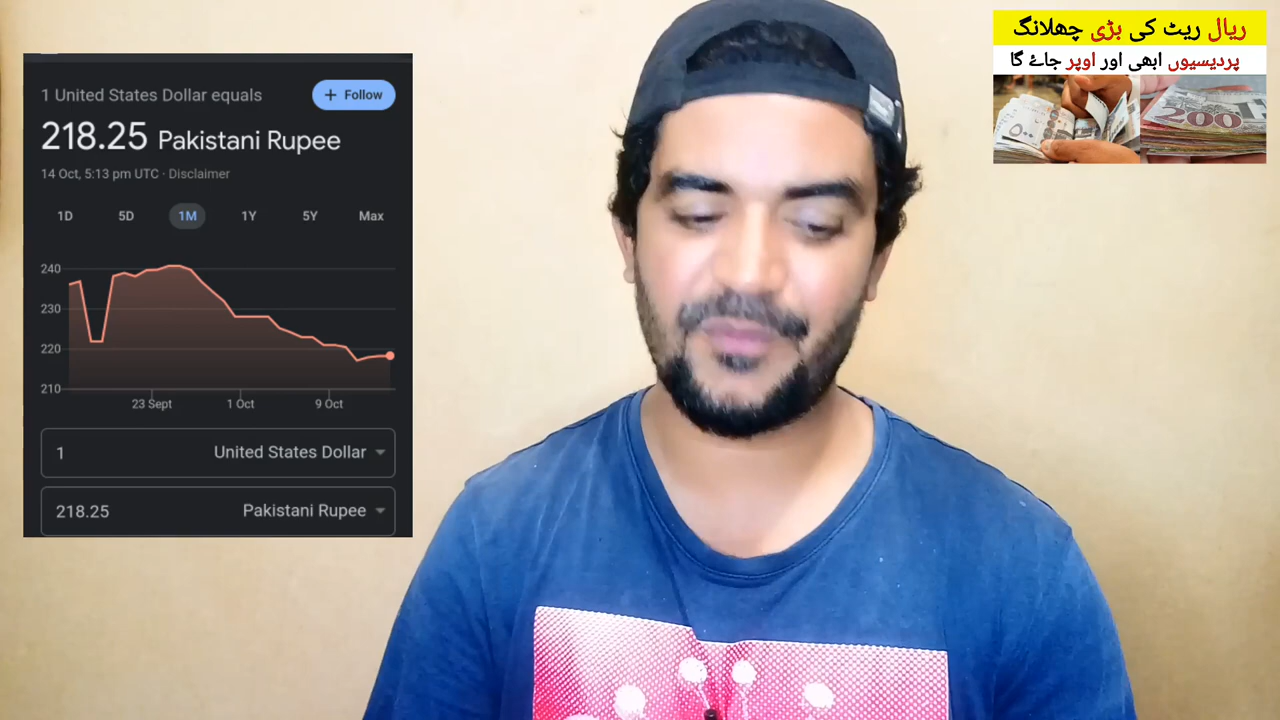 1 United States Dollar equals
+ Follow
218.25 Pakistani Rupee
14 Oct, 5:13 pm UTC · Disclaimer
1D 5D 1M 1Y 5Y Max
240
230
220
210
23 Sept 1 Oct 9 Oct
1 United States Dollar
218.25 Pakistani Rupee
ریال ریٹ کی بڑی چھلانگ
پردیسیوں ابھی اور اوپر جائے گا
٥٠٠
200